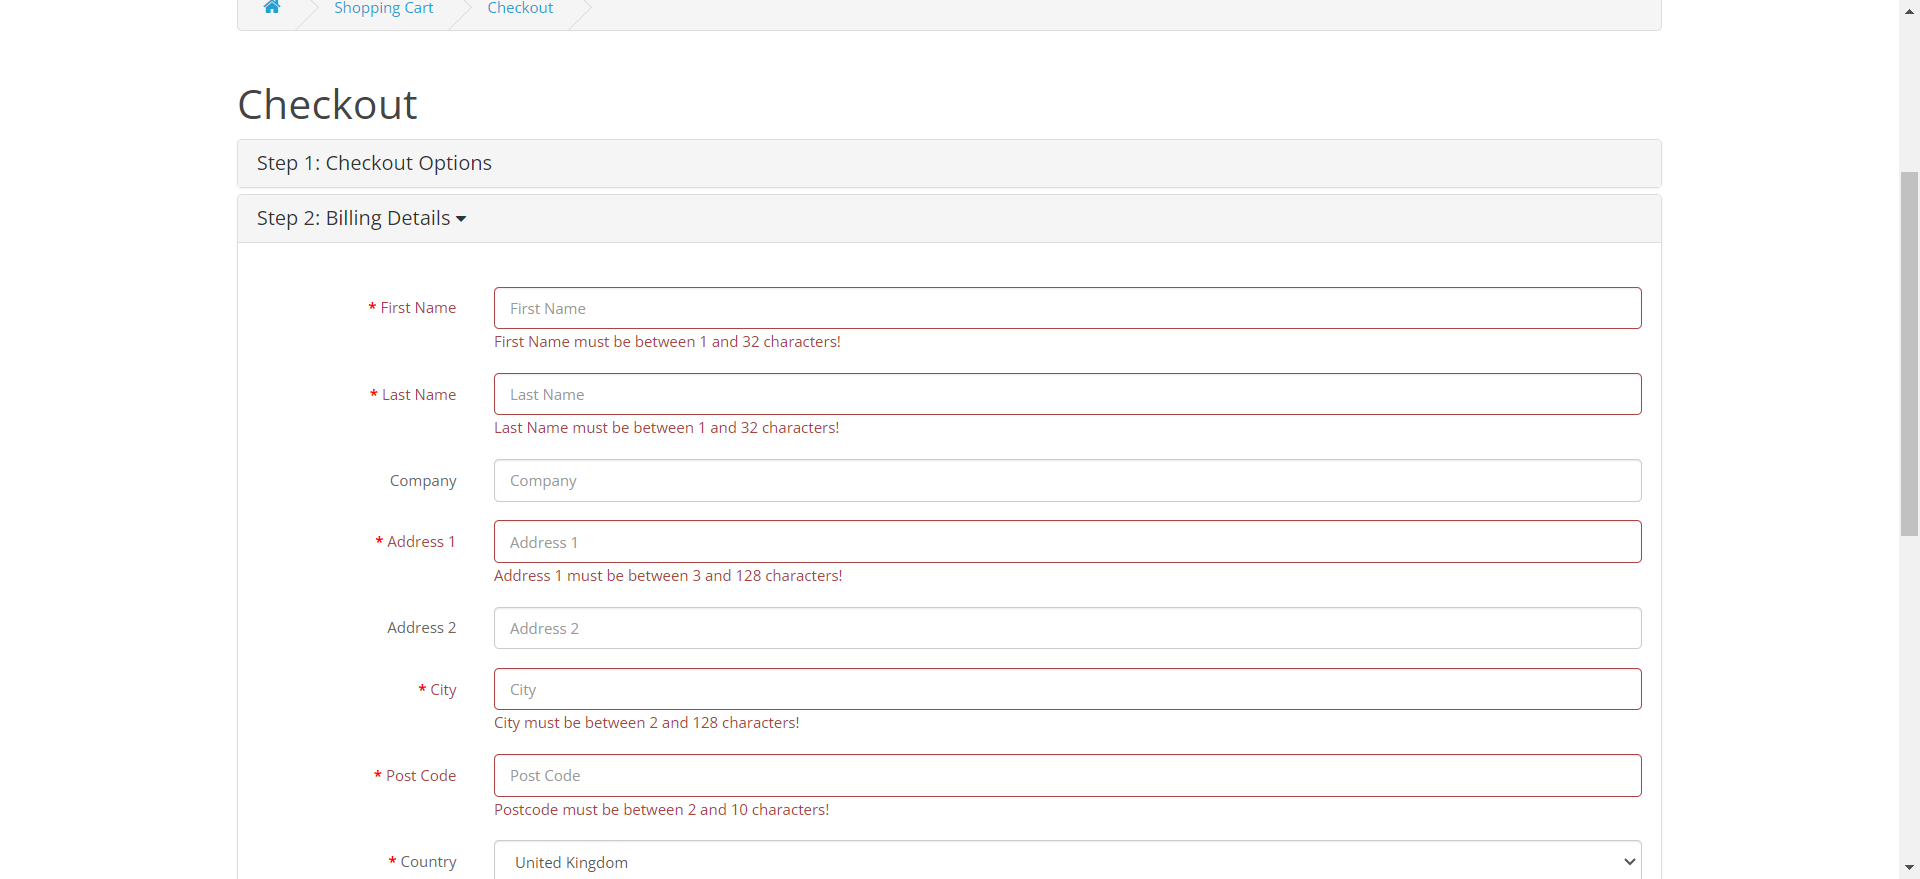 Shopping Cart
Checkout
Checkout
Step 1: Checkout Options
Step 2: Billing Details
* First Name
First Name
First Name must be between 1 and 32 characters!
* Last Name
Last Name
Last Name must be between 1 and 32 characters!
Company
Company
* Address 1
Address 1
Address 1 must be between 3 and 128 characters!
Address 2
Address 2
* City
City
City must be between 2 and 128 characters!
* Post Code
Post Code
Postcode must be between 2 and 10 characters!
* Country
United Kingdom